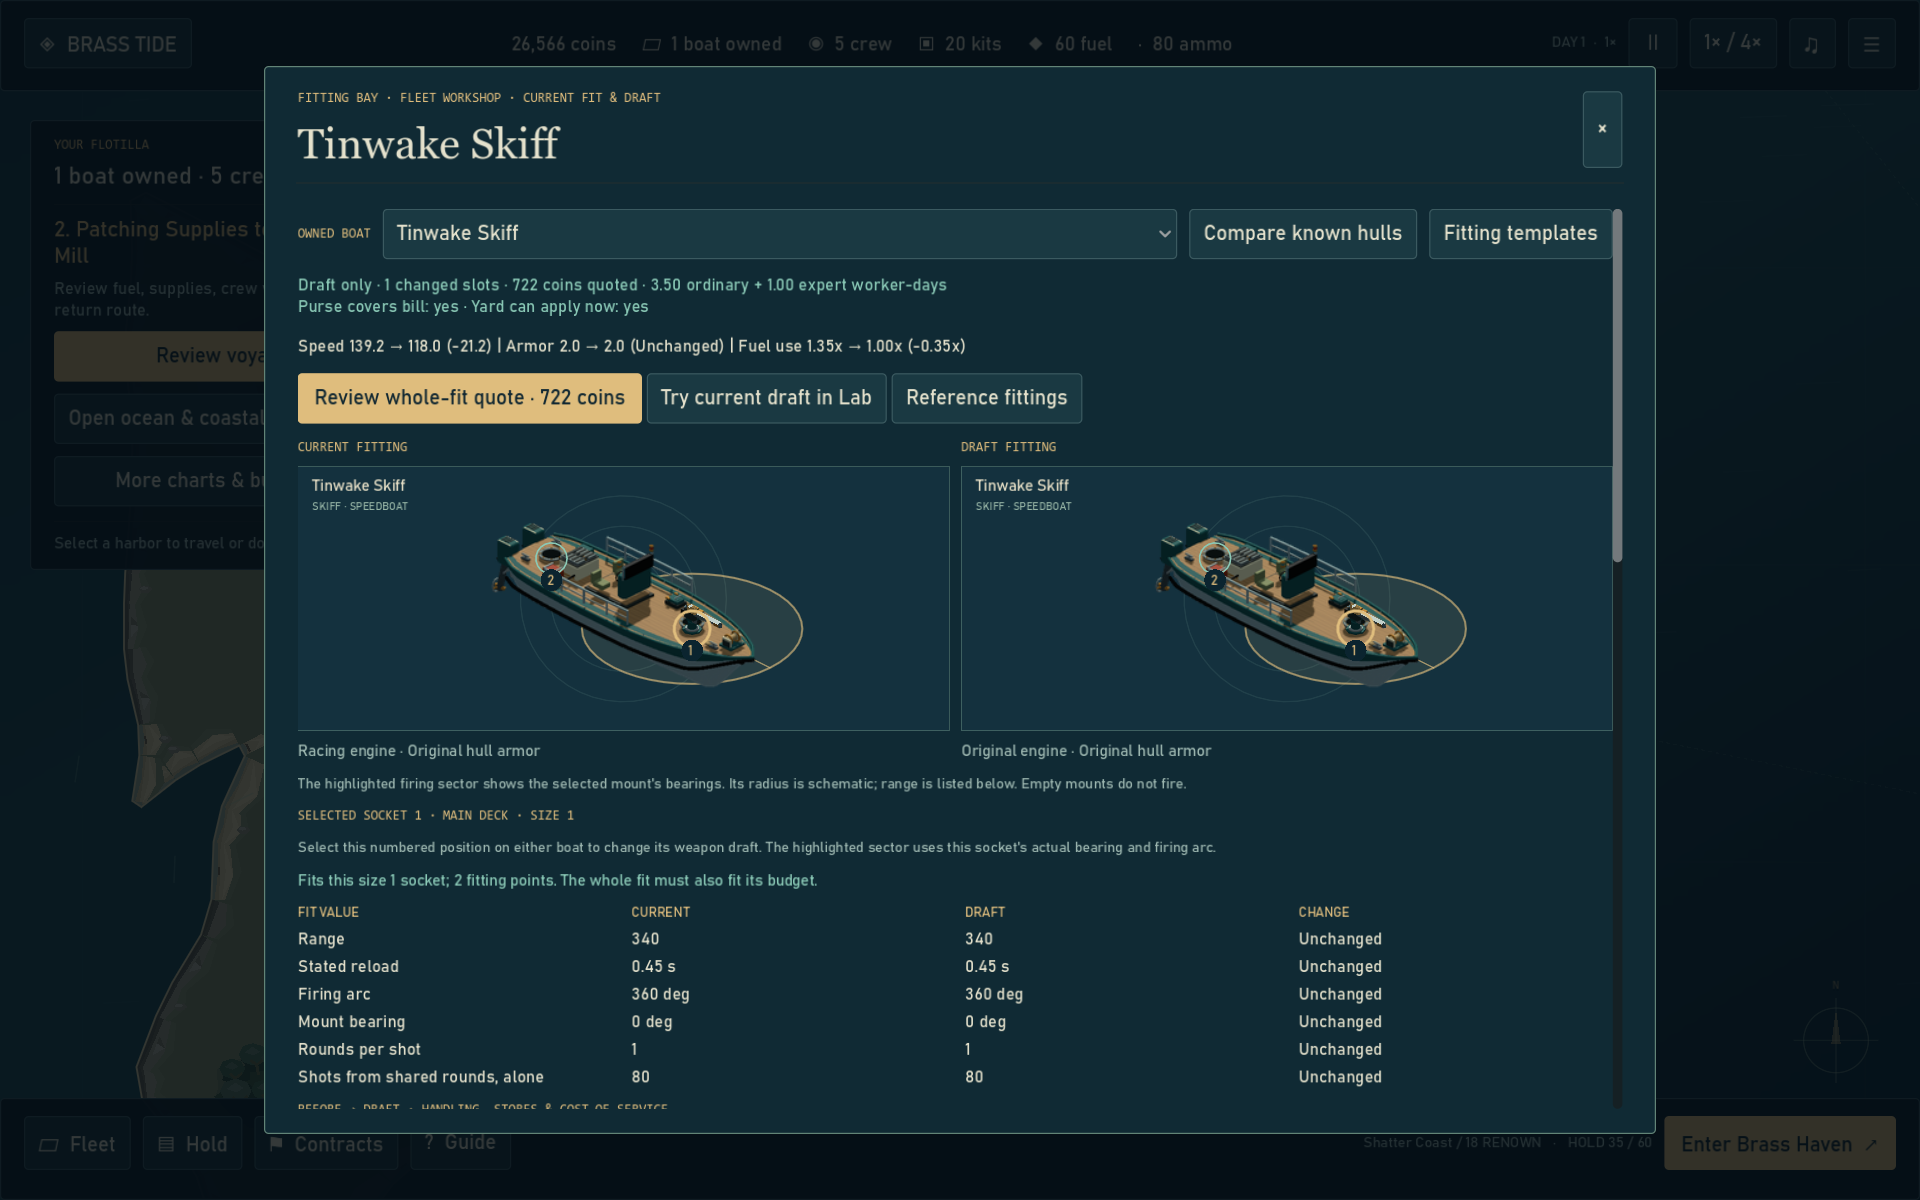 BRASS TIDE
26,566 coins
1 boat owned
5 crew
20 kits
60 fuel
· 80 ammo
DAY 1 · 1×
1× / 4×
YOUR FLOTILLA
1 boat owned · 5 cre
2. Patching Supplies to
Mill
Review fuel, supplies, crew
return route.
Review voya
Open ocean & coastal
More charts & bu
Select a harbor to travel or do
FITTING BAY · FLEET WORKSHOP · CURRENT FIT & DRAFT
Tinwake Skiff
×
OWNED BOAT
Tinwake Skiff
Compare known hulls
Fitting templates
Draft only · 1 changed slots · 722 coins quoted · 3.50 ordinary + 1.00 expert worker-days
Purse covers bill: yes · Yard can apply now: yes
Speed 139.2 → 118.0 (-21.2) | Armor 2.0 → 2.0 (Unchanged) | Fuel use 1.35x → 1.00x (-0.35x)
Review whole-fit quote · 722 coins
Try current draft in Lab
Reference fittings
CURRENT FITTING
DRAFT FITTING
Tinwake Skiff
SKIFF · SPEEDBOAT
2
1
Tinwake Skiff
SKIFF · SPEEDBOAT
2
1
Racing engine · Original hull armor
Original engine · Original hull armor
The highlighted firing sector shows the selected mount's bearings. Its radius is schematic; range is listed below. Empty mounts do not fire.
SELECTED SOCKET 1 · MAIN DECK · SIZE 1
Select this numbered position on either boat to change its weapon draft. The highlighted sector uses this socket's actual bearing and firing arc.
Fits this size 1 socket; 2 fitting points. The whole fit must also fit its budget.
FIT VALUE CURRENT DRAFT CHANGE
Range 340 340 Unchanged
Stated reload 0.45 s 0.45 s Unchanged
Firing arc 360 deg 360 deg Unchanged
Mount bearing 0 deg 0 deg Unchanged
Rounds per shot 1 1 Unchanged
Shots from shared rounds, alone 80 80 Unchanged
BEFORE · DRAFT · HANDLING, STORES & COST OF SERVICE
N
Fleet
Hold
Contracts
? Guide
Shatter Coast / 18 RENOWN · HOLD 35 / 60
Enter Brass Haven ↗